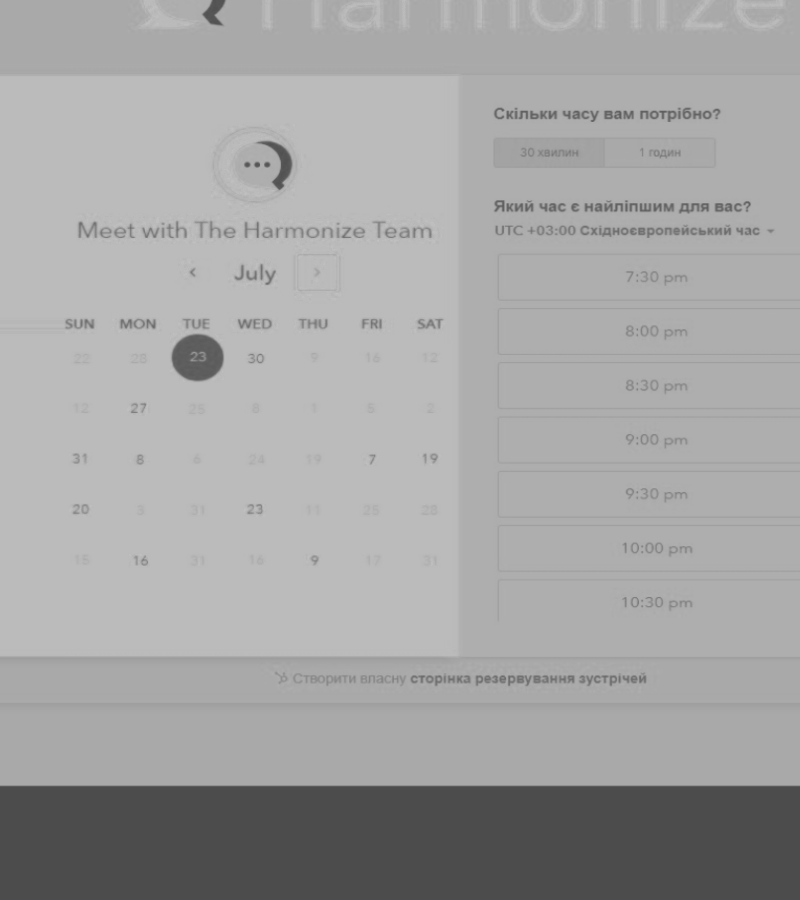 Harmonize
Скільки часу вам потрібно?
30 хвилин 1 годин
Який час є найліпшим для вас?
UTC +03:00 Східноєвропейський час
Meet with The Harmonize Team
July
SUN MON TUE WED THU FRI SAT
22 28 23 30 9 16 12
12 27 25 8 1 5 2
31 8 6 24 19 7 19
20 3 31 23 11 25 28
15 16 31 16 9 17 31
7:30 pm
8:00 pm
8:30 pm
9:00 pm
9:30 pm
10:00 pm
10:30 pm
Створити власну сторінка резервування зустрічей